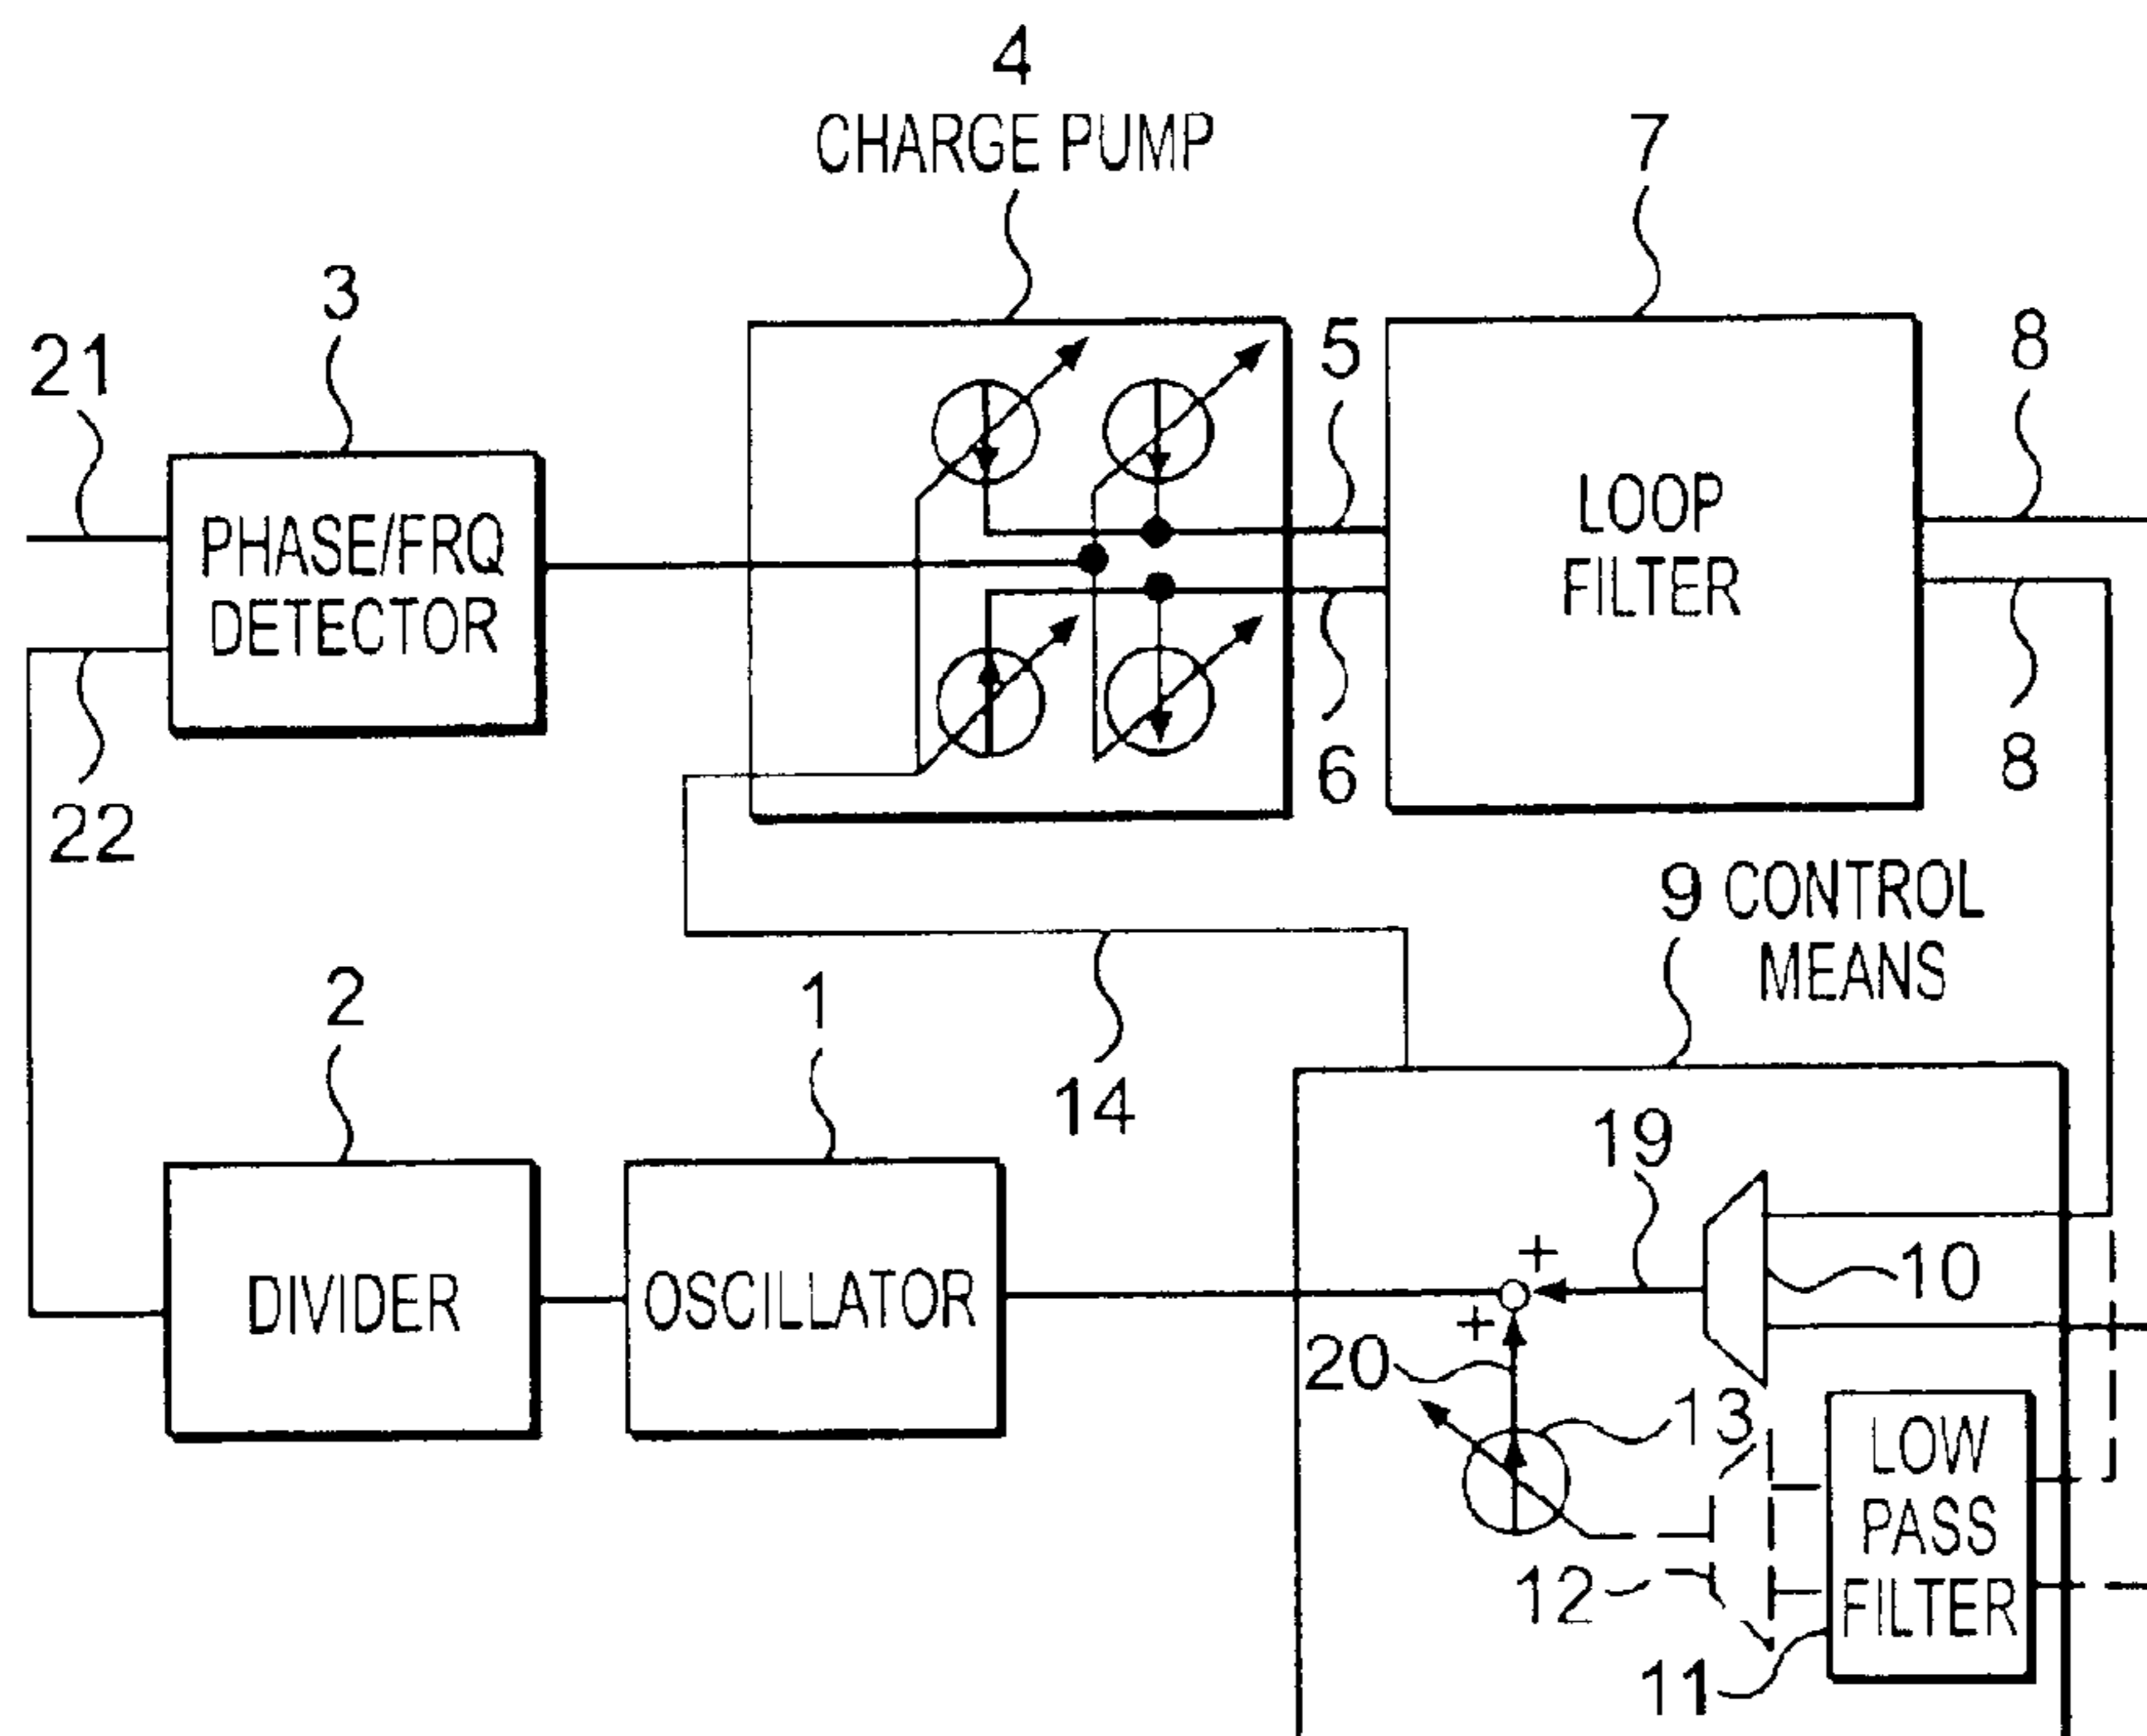 4
CHARGE PUMP
7
3
21
5
8
PHASE/FRQ
DETECTOR
LOOP
FILTER
22
6
8
9 CONTROL
MEANS
2
1
14
19
+
10
DIVIDER
OSCILLATOR
+
20
13
LOW
PASS
FILTER
12
11